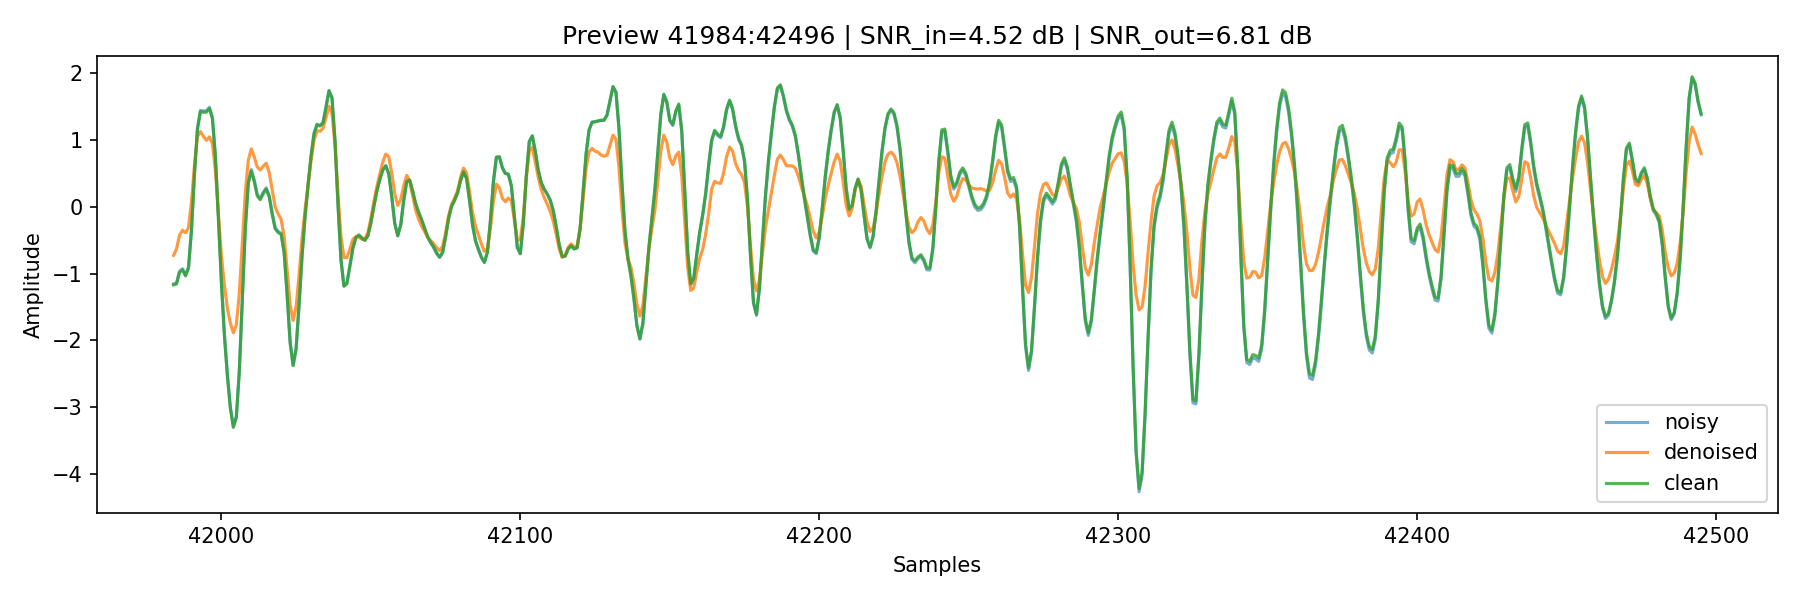 Preview 41984:42496 | SNR_in=4.52 dB | SNR_out=6.81 dB
Amplitude
2
1
0
−1
−2
−3
−4
noisy
denoised
clean
42000 42100 42200 42300 42400 42500
Samples